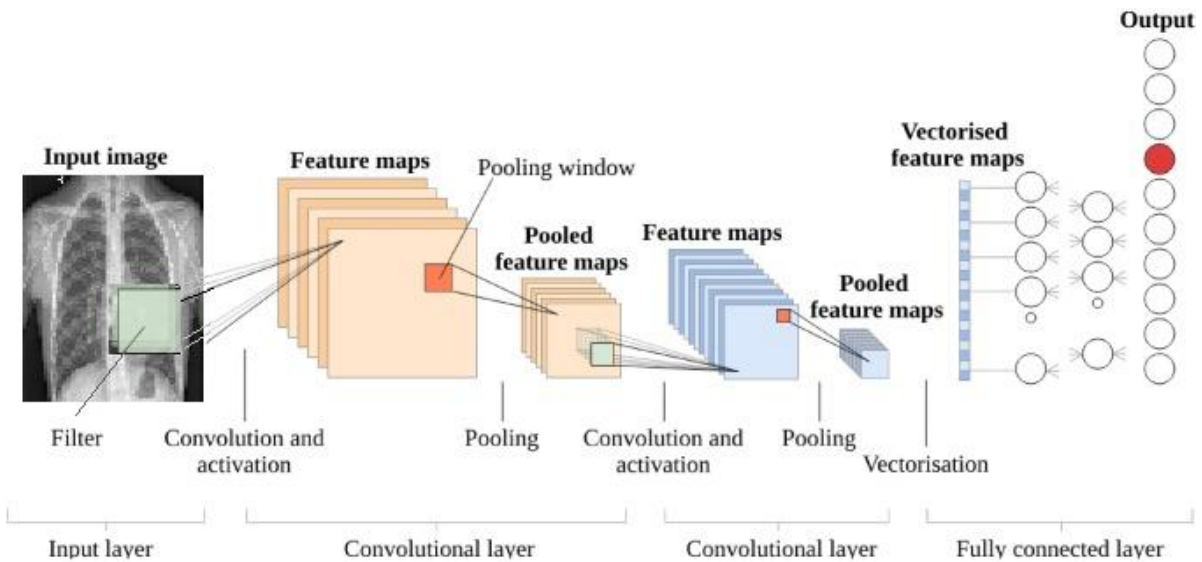 Output
Vectorised
feature maps
Input image
Feature maps
Pooling window
Pooled
feature maps
Feature maps
Pooled
feature maps
Filter
Convolution and
activation
Pooling
Convolution and
activation
Pooling
Vectorisation
Input layer
Convolutional layer
Convolutional layer
Fully connected layer